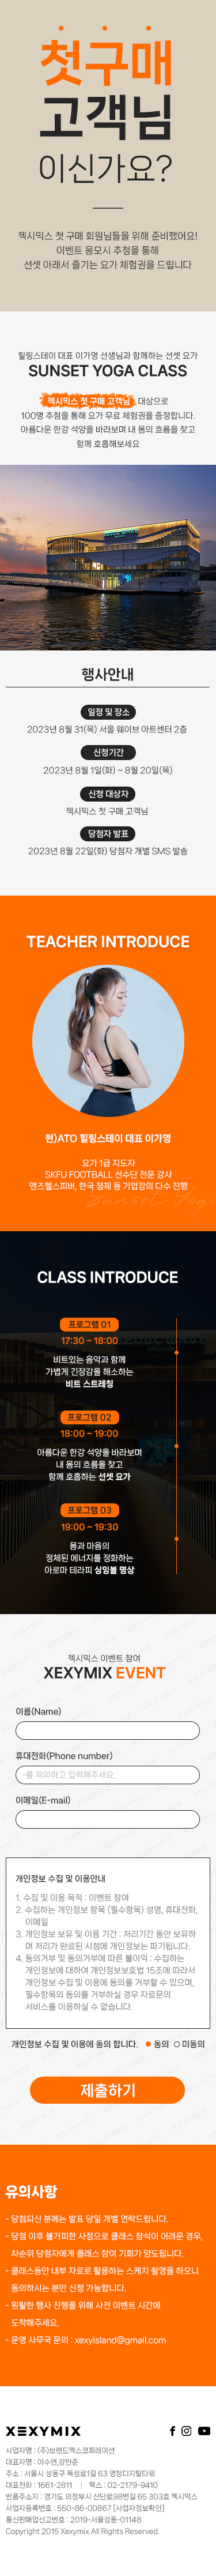 첫구매
고객님
이신가요?
젝시믹스 첫 구매 회원님들을 위해 준비했어요!
이벤트 응모시 추첨을 통해
선셋 아래서 즐기는 요가 체험권을 드립니다
힐링스테이 대표 이가영 선생님과 함께하는 선셋 요가
SUNSET YOGA CLASS
젝시믹스 첫 구매 고객님 대상으로
100명 추첨을 통해 요가 무료 체험권을 증정합니다.
아름다운 한강 석양을 바라보며 내 몸의 흐름을 찾고
함께 호흡해보세요
행사안내
일정 및 장소
2023년 8월 31(목) 서울 웨이브 아트센터 2층
신청기간
2023년 8월 1일(화) ~ 8월 20일(목)
신청 대상자
젝시믹스 첫 구매 고객님
당첨자 발표
2023년 8월 22일(화) 당첨자 개별 SMS 발송
TEACHER INTRODUCE
현)ATO 힐링스테이 대표 이가영
요가 1급 지도자
SKFU FOOTBALL 선수단 전문 강사
맨즈헬스피버, 한국 경제 등 기업강의 다수 진행
Sunset Yoga
CLASS INTRODUCE
프로그램 01
17:30 ~ 18:00
비트있는 음악과 함께
가볍게 긴장감을 해소하는
비트 스트레칭
프로그램 02
18:00 ~ 19:00
아름다운 한강 석양을 바라보며
내 몸의 흐름을 찾고
함께 호흡하는 선셋 요가
프로그램 03
19:00 ~ 19:30
몸과 마음의
정체된 에너지를 정화하는
아로마 테라피 싱잉볼 명상
젝시믹스 이벤트 참여
XEXYMIX EVENT
이름(Name)
휴대전화(Phone number)
-를 제외하고 입력해주세요.
이메일(E-mail)
개인정보 수집 및 이용안내
1. 수집 및 이용 목적 : 이벤트 참여
2. 수집하는 개인정보 항목 (필수항목) 성명, 휴대전화,
이메일
3. 개인정보 보유 및 이용 기간 : 처리기간 동안 보유하
며 처리가 완료된 시점에 개인정보는 파기됩니다.
4. 동의거부 및 동의거부에 따른 불이익 : 수집하는
개인정보에 대하여 개인정보보호법 15조에 따라서
개인정보 수집 및 이용에 동의를 거부할 수 있으며,
필수항목의 동의를 거부하실 경우 자료문의
서비스를 이용하실 수 없습니다.
개인정보 수집 및 이용에 동의 합니다. 동의 미동의
제출하기
유의사항
- 당첨되신 분께는 발표 당일 개별 연락드립니다.
- 당첨 이후 불가피한 사정으로 클래스 참석이 어려운 경우,
차순위 당첨자에게 클래스 참여 기회가 양도됩니다.
- 클래스동안 내부 자료로 활용하는 스케치 촬영을 하오니
동의하시는 분만 신청 가능합니다.
- 원활한 행사 진행을 위해 사전 이벤트 시간에
도착해주세요.
- 운영 사무국 문의 : xexyisland@gmail.com
XEXYMIX
사업자명 : (주)브랜드엑스코퍼레이션
대표자명 : 이수연,강민준
주소 : 서울시 성동구 뚝섬로1길 63 영창디지털타워
대표전화 : 1661-2811 | 팩스 : 02-2179-9410
반품주소지 : 경기도 의정부시 산단로98번길 65 303호 젝시믹스
사업자등록번호 : 550-86-00867 [사업자정보확인]
통신판매업신고번호 : 2019-서울성동-01148
Copyright 2015 Xexymix All Rights Reserved.